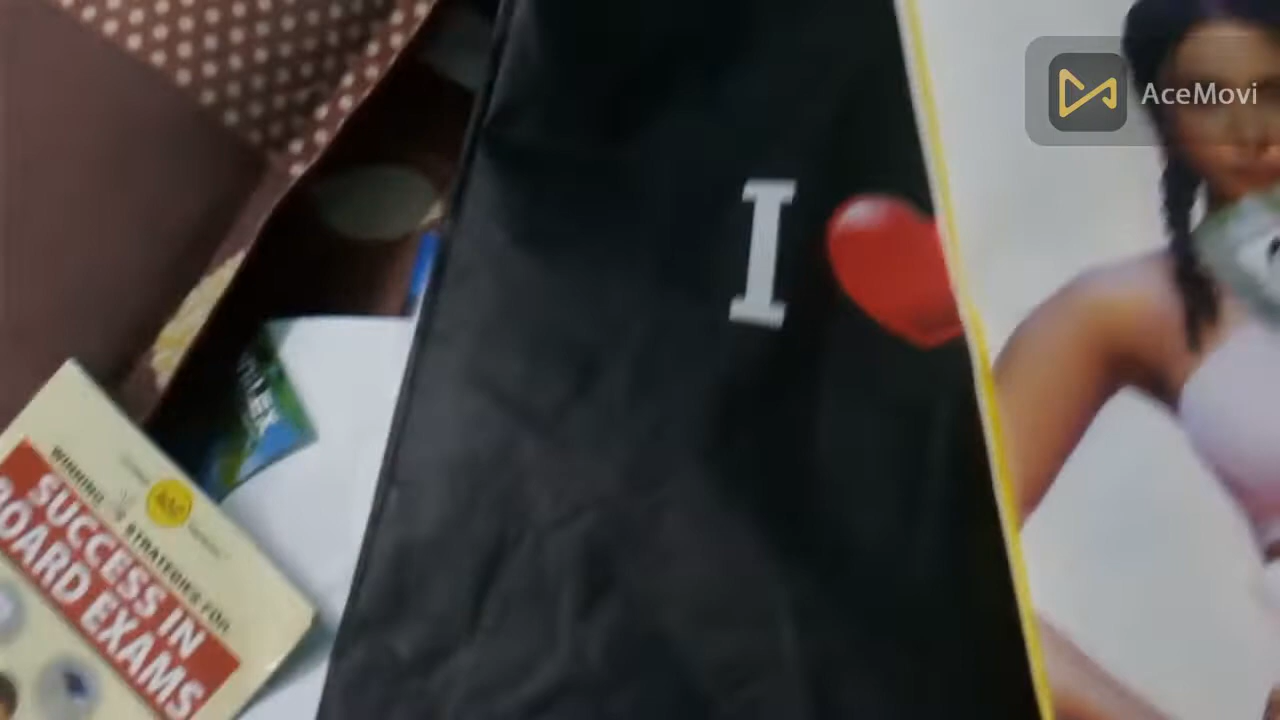 AceMovi
I
WINNING STRATEGIES FOR
SUCCESS IN
BOARD EXAMS